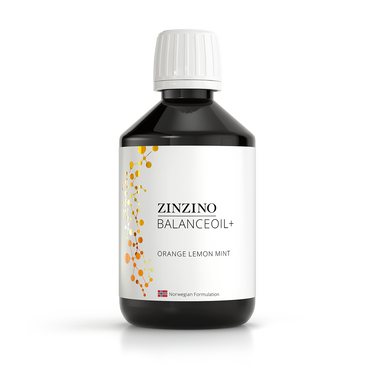 ZINZINO
BALANCEOIL+
ORANGE LEMON MINT
Norwegian Formulation